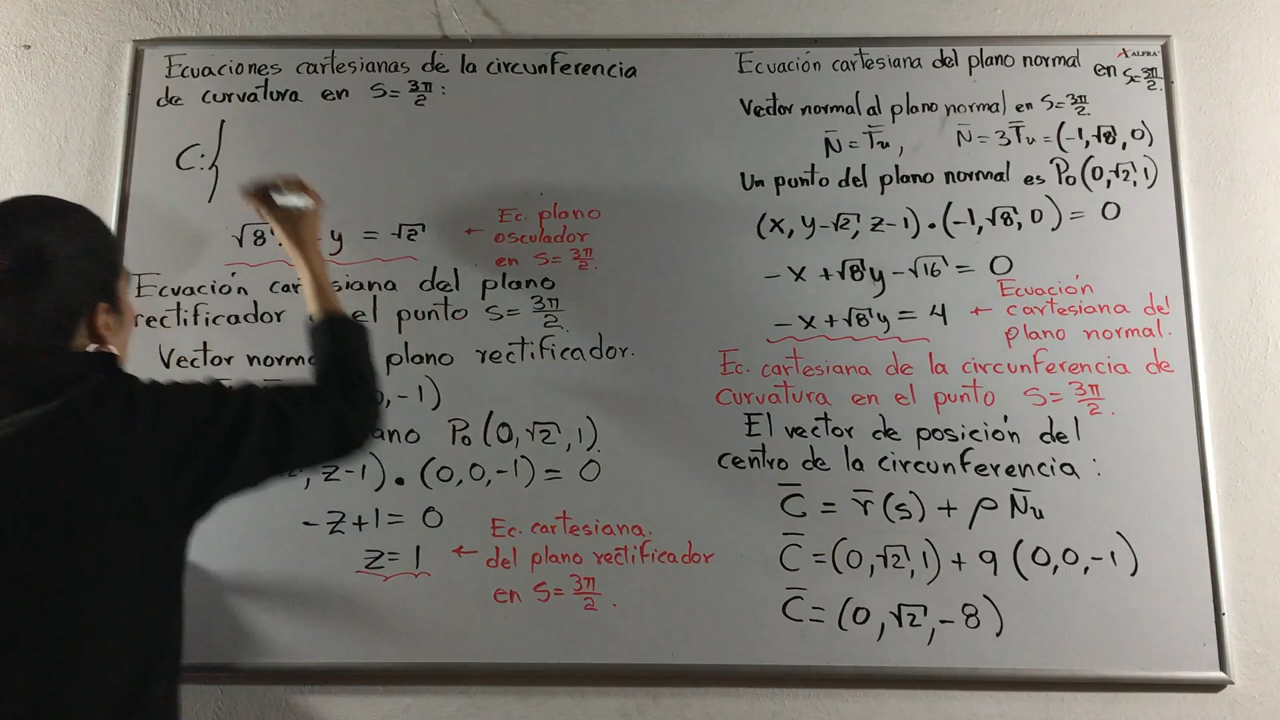 Ecuaciones cartesianas de la circunferencia
de curvatura en S = 3π/2 :
C: {
√8 y = √2
← Ec. plano
osculador
en S = 3π/2.
Ecuación cartesiana del plano
rectificador el punto S = 3π/2.
Vector plano rectificador.
, -1)
Po(0, √2, 1).
, z-1) • (0, 0, -1) = 0
-z + 1 = 0
z = 1
← Ec. cartesiana
del plano rectificador
en S = 3π/2.
ALFRA
Ecuación cartesiana del plano normal
en S = 3π/2.
Vector normal al plano normal en S = 3π/2.
N̄ = T̄u, N̄ = 3T̄u = (-1, √8, 0)
Un punto del plano normal es Po(0, √2, 1)
(x, y-√2, z-1) • (-1, √8, 0) = 0
-x + √8 y - √16 = 0
-x + √8 y = 4
← Ecuación
cartesiana del
plano normal.
Ec. cartesiana de la circunferencia de
curvatura en el punto S = 3π/2.
El vector de posición del
centro de la circunferencia :
C̄ = r̄(s) + ρ N̄u
C̄ = (0, √2, 1) + 9 (0, 0, -1)
C̄ = (0, √2, -8)